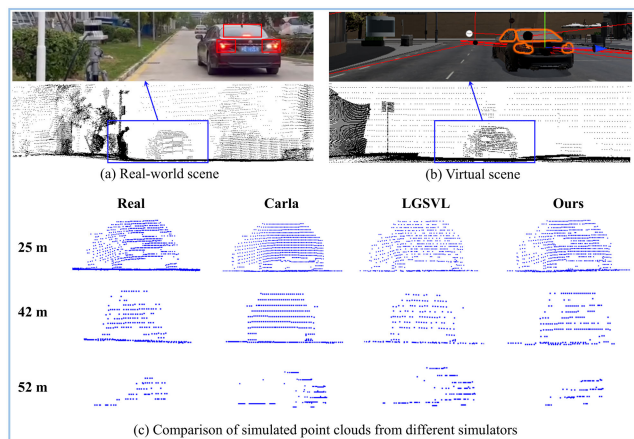 (a) Real-world scene
(b) Virtual scene
Real Carla LGSVL Ours
25 m
42 m
52 m
(c) Comparison of simulated point clouds from different simulators